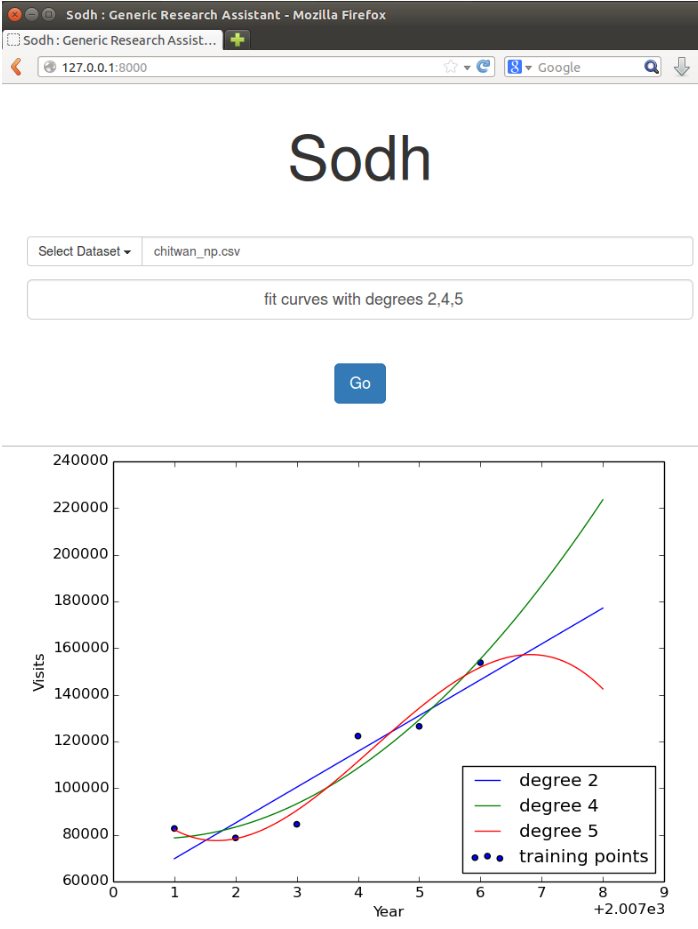 Sodh : Generic Research Assistant - Mozilla Firefox
Sodh : Generic Research Assist...
127.0.0.1:8000
Google
Sodh
Select Dataset
chitwan_np.csv
fit curves with degrees 2,4,5
Go
240000
220000
200000
180000
160000
140000
120000
100000
80000
60000
Visits
degree 2
degree 4
degree 5
training points
0 1 2 3 4 5 6 7 8 9
Year
+2.007e3